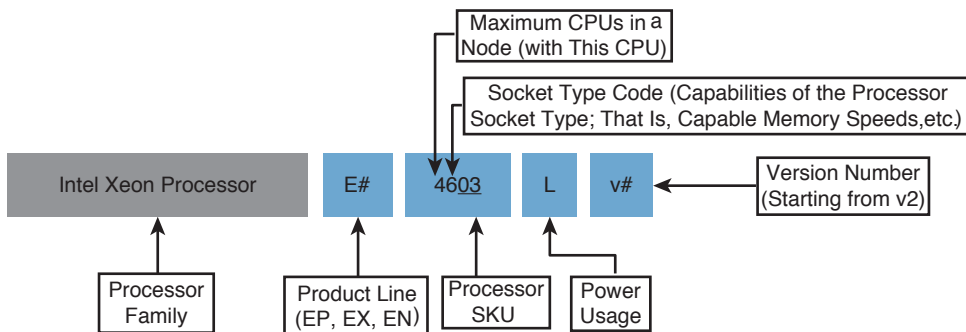 Maximum CPUs in a
Node (with This CPU)
Socket Type Code (Capabilities of the Processor
Socket Type; That Is, Capable Memory Speeds,etc.)
Intel Xeon Processor
E#
4603
L
v#
Version Number
(Starting from v2)
Processor
Family
Product Line
(EP, EX, EN)
Processor
SKU
Power
Usage